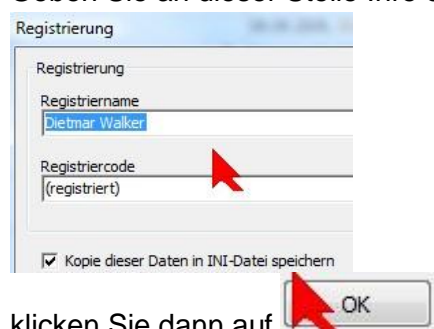 Registrierung
Registrierung
Registriername
Dietmar Walker
Registriercode
(registriert)
Kopie dieser Daten in INI-Datei speichern
klicken Sie dann auf OK